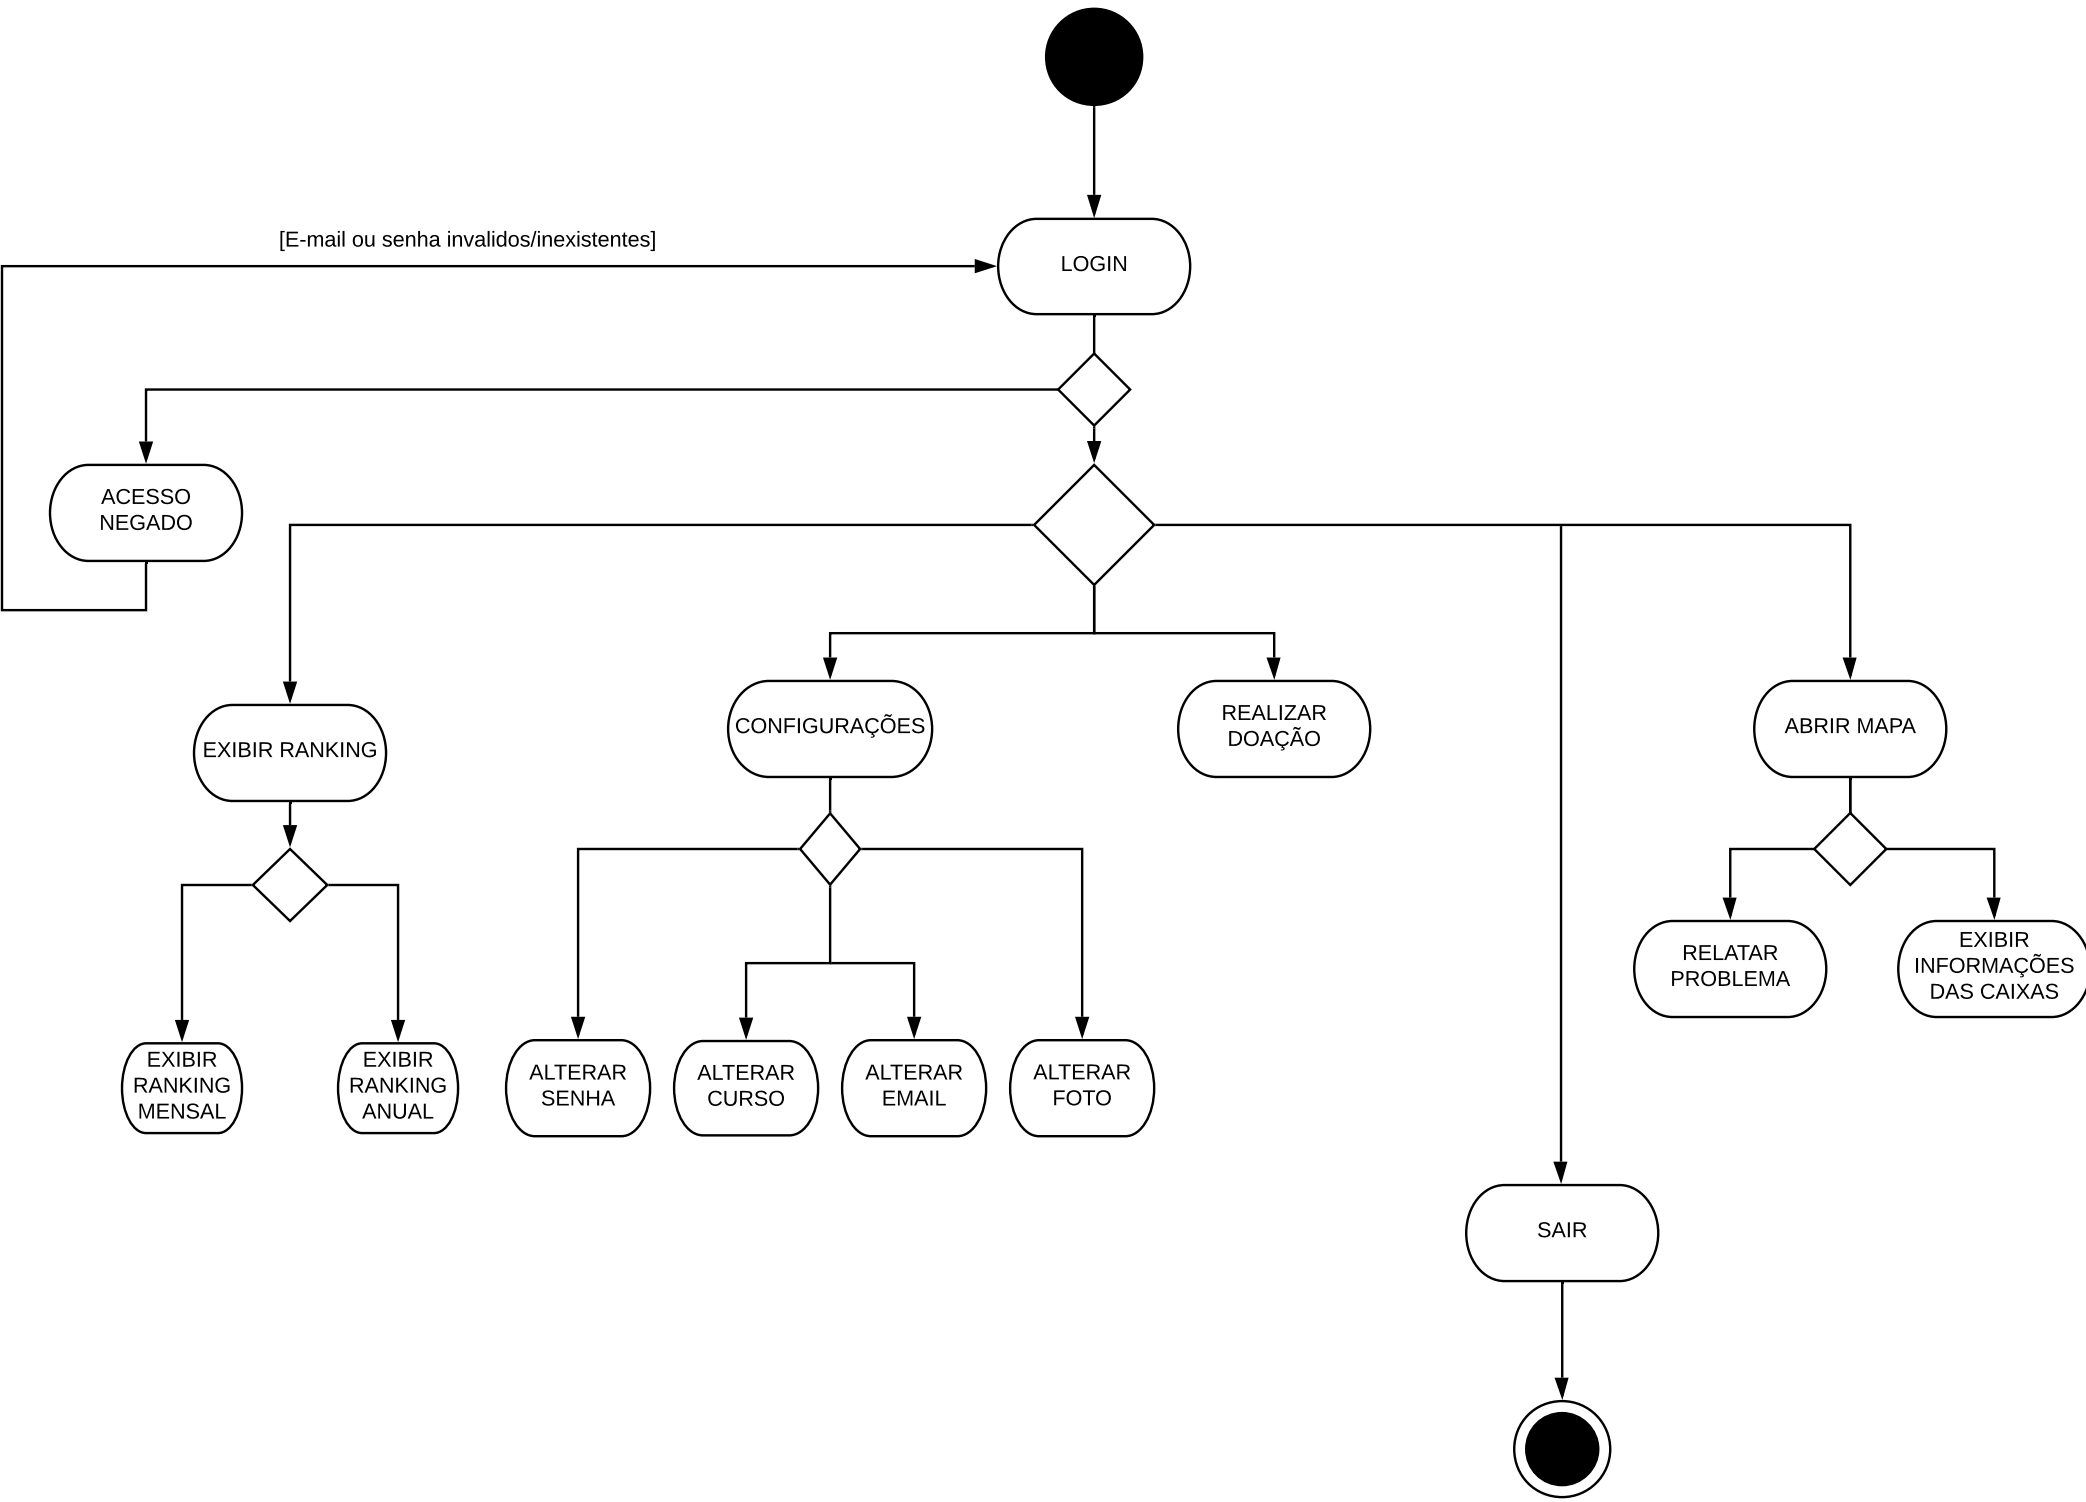 [E-mail ou senha invalidos/inexistentes]
LOGIN
ACESSO
NEGADO
EXIBIR RANKING
CONFIGURAÇÕES
REALIZAR
DOAÇÃO
ABRIR MAPA
RELATAR
PROBLEMA
EXIBIR
INFORMAÇÕES
DAS CAIXAS
EXIBIR
RANKING
MENSAL
EXIBIR
RANKING
ANUAL
ALTERAR
SENHA
ALTERAR
CURSO
ALTERAR
EMAIL
ALTERAR
FOTO
SAIR